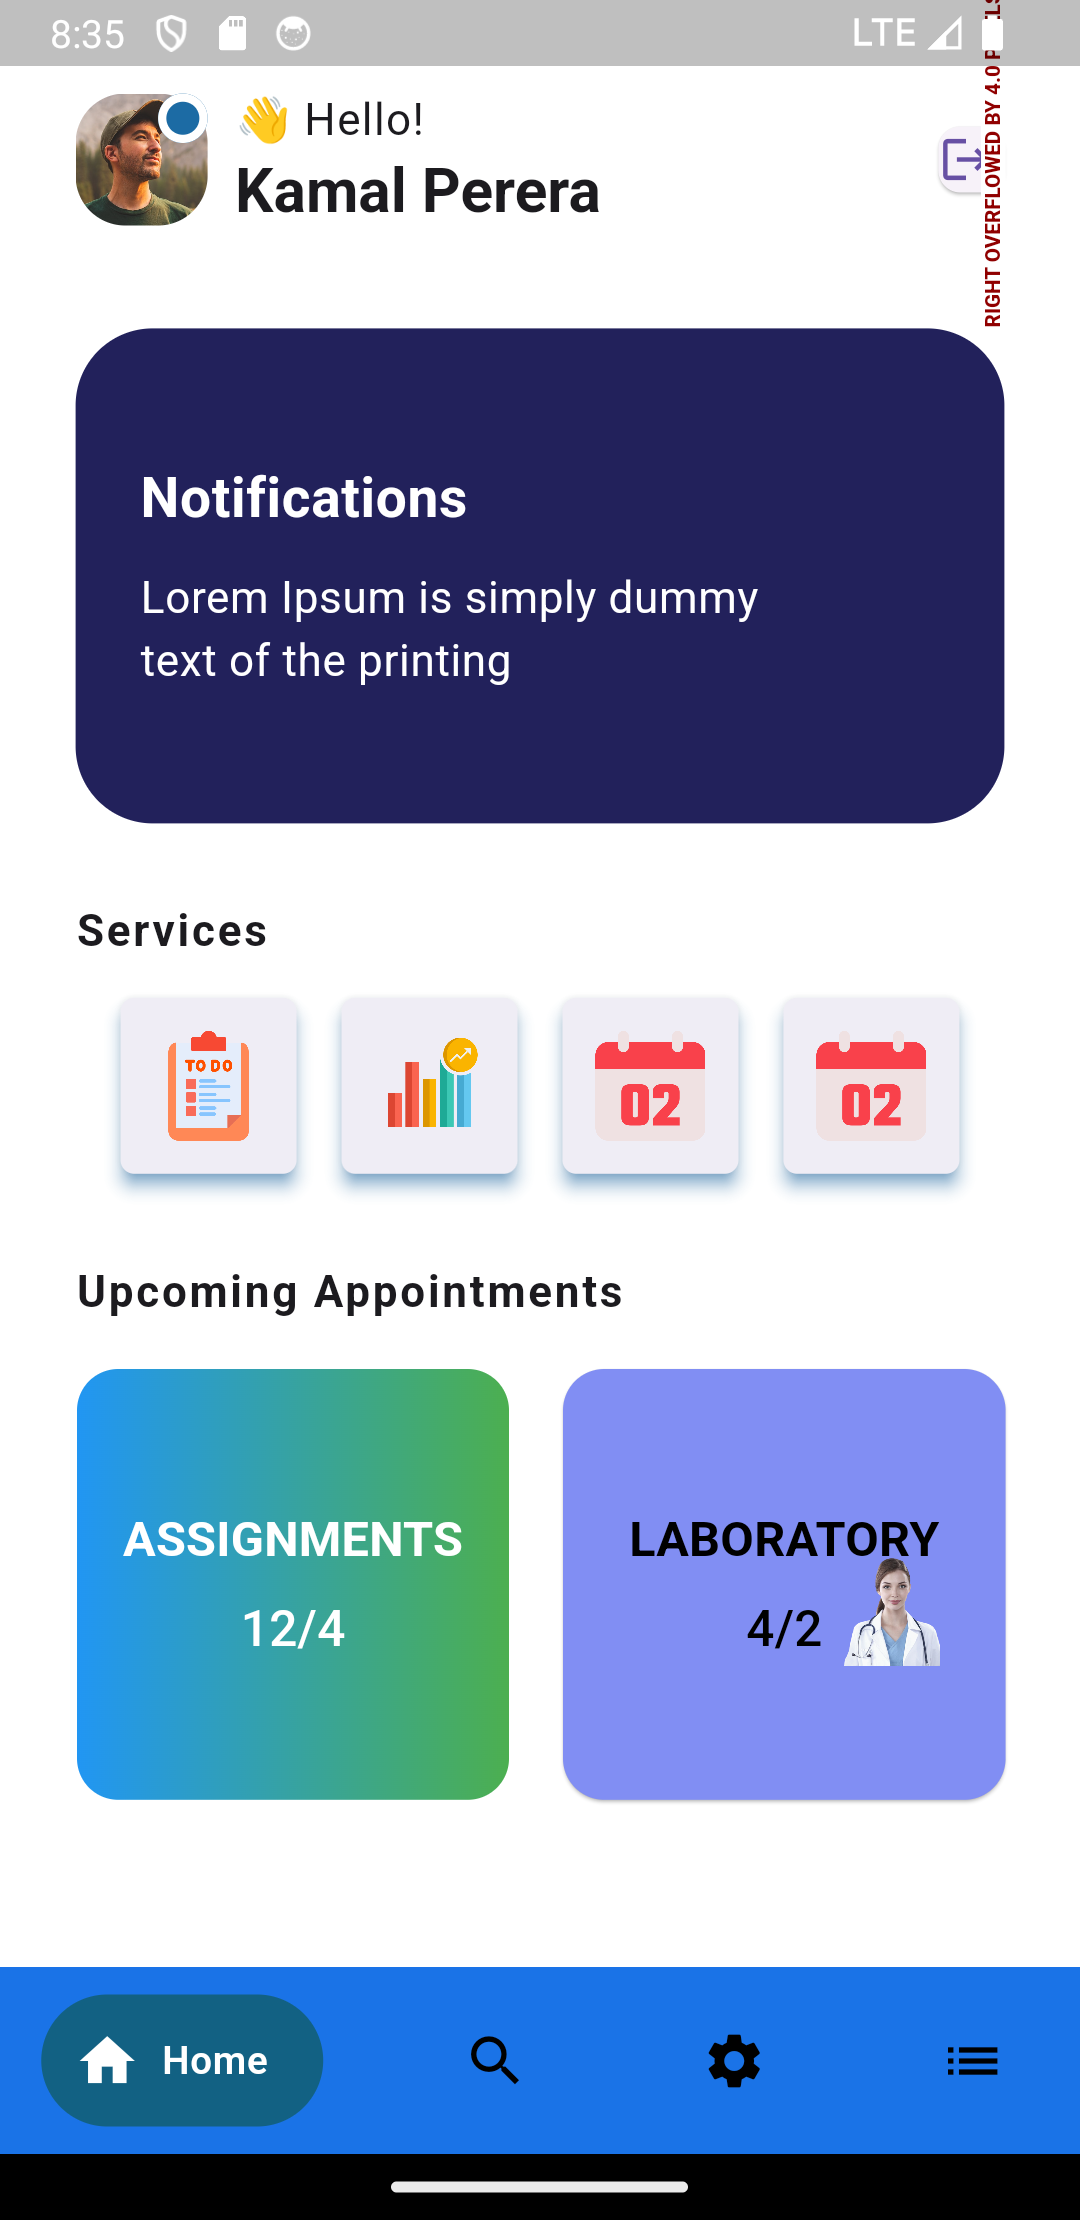 8:35
LTE
👋 Hello!
Kamal Perera
RIGHT OVERFLOWED BY 4.0
Notifications
Lorem Ipsum is simply dummy
text of the printing
Services
TO DO
02
02
Upcoming Appointments
ASSIGNMENTS
12/4
LABORATORY
4/2
Home